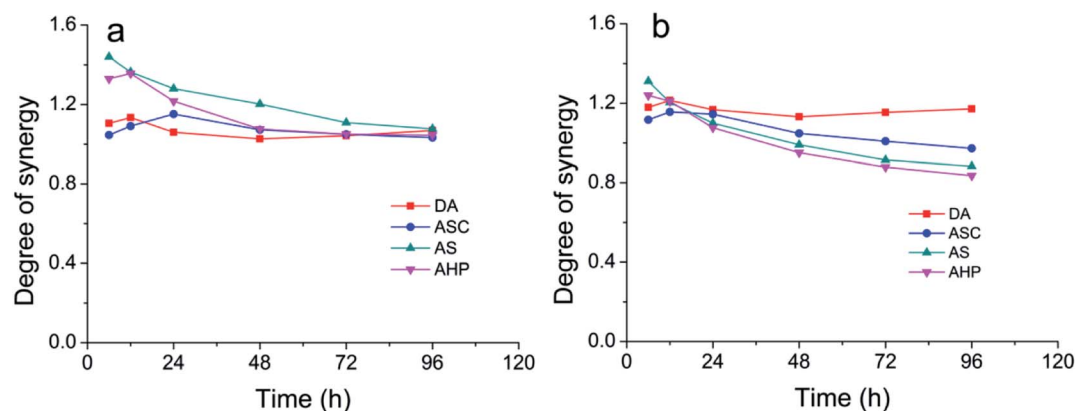 a
Degree of synergy
1.6
1.2
0.8
0.4
0.0
DA
ASC
AS
AHP
0 24 48 72 96 120
Time (h)
b
Degree of synergy
1.6
1.2
0.8
0.4
0.0
DA
ASC
AS
AHP
0 24 48 72 96 120
Time (h)